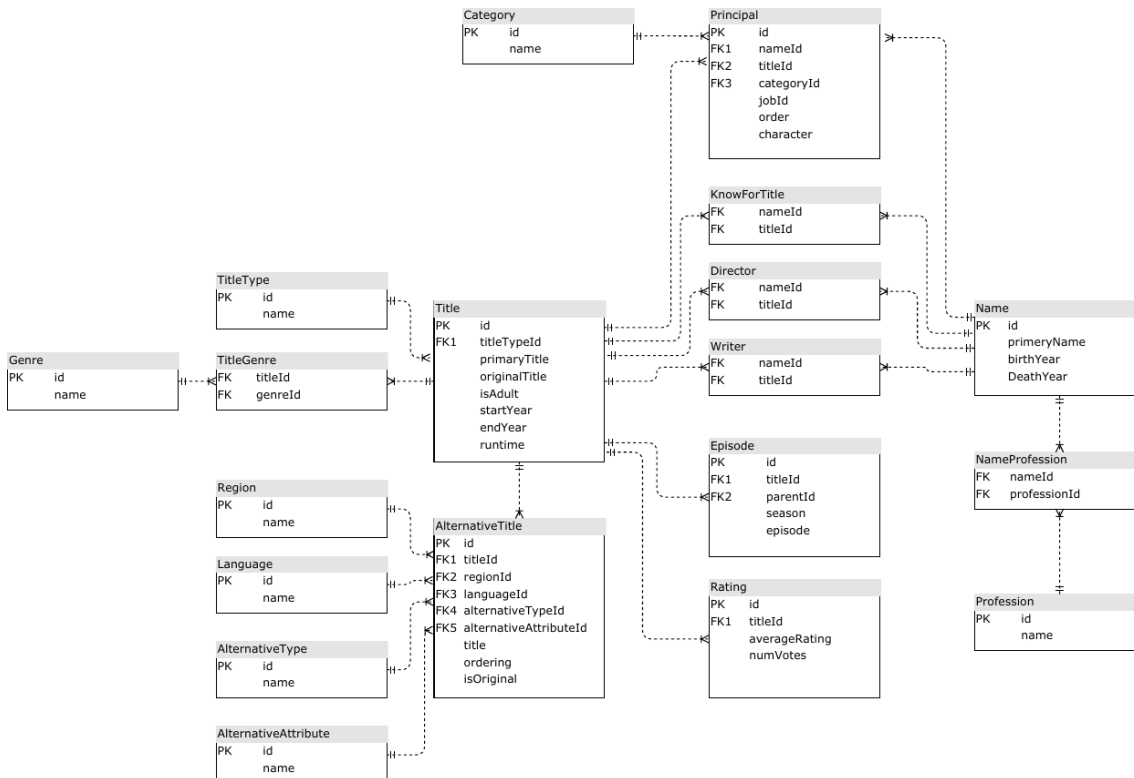 Category
PK id
name
Principal
PK id
FK1 nameId
FK2 titleId
FK3 categoryId
jobId
order
character
KnowForTitle
FK nameId
FK titleId
TitleType
PK id
name
Director
FK nameId
FK titleId
Title
PK id
FK1 titleTypeId
primaryTitle
originalTitle
isAdult
startYear
endYear
runtime
Name
PK id
primeryName
birthYear
DeathYear
Writer
FK nameId
FK titleId
Genre
PK id
name
TitleGenre
FK titleId
FK genreId
Episode
PK id
FK1 titleId
FK2 parentId
season
episode
NameProfession
FK nameId
FK professionId
Region
PK id
name
AlternativeTitle
PK id
FK1 titleId
FK2 regionId
FK3 languageId
FK4 alternativeTypeId
FK5 alternativeAttributeId
title
ordering
isOriginal
Language
PK id
name
Rating
PK id
FK1 titleId
averageRating
numVotes
Profession
PK id
name
AlternativeType
PK id
name
AlternativeAttribute
PK id
name